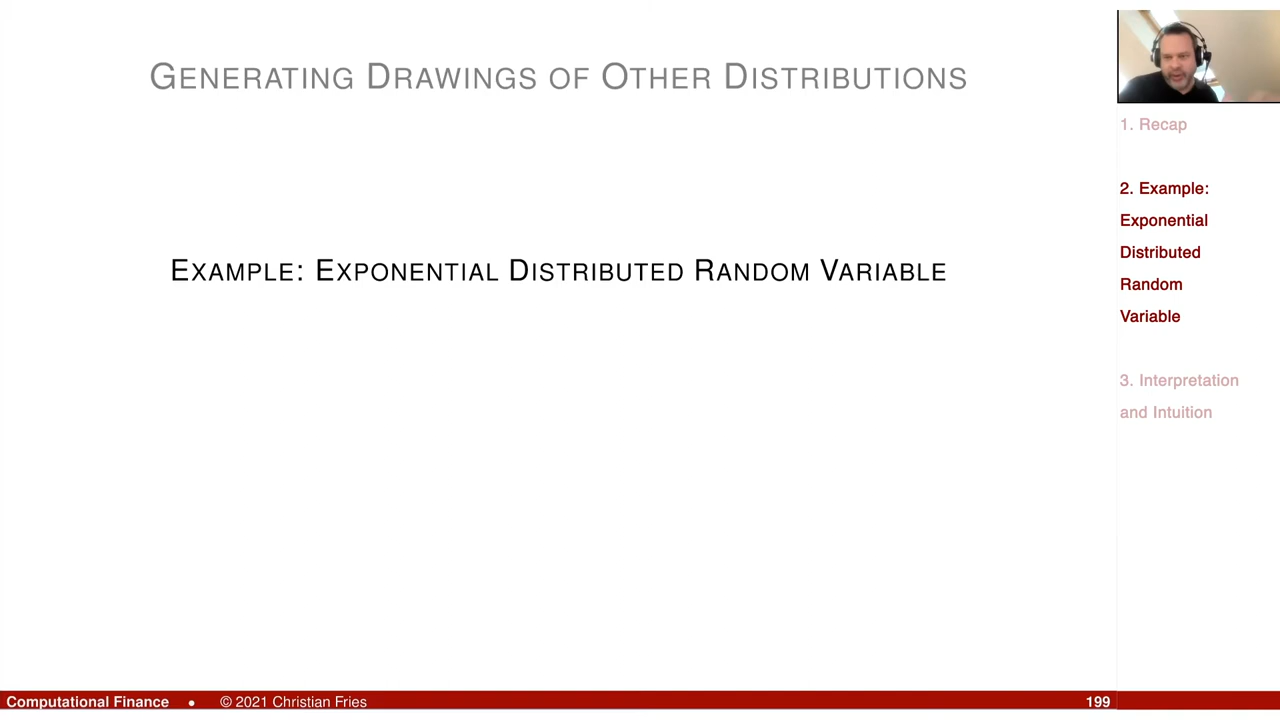 GENERATING DRAWINGS OF OTHER DISTRIBUTIONS
EXAMPLE: EXPONENTIAL DISTRIBUTED RANDOM VARIABLE
1. Recap
2. Example:
Exponential
Distributed
Random
Variable
3. Interpretation
and Intuition
Computational Finance • © 2021 Christian Fries 199